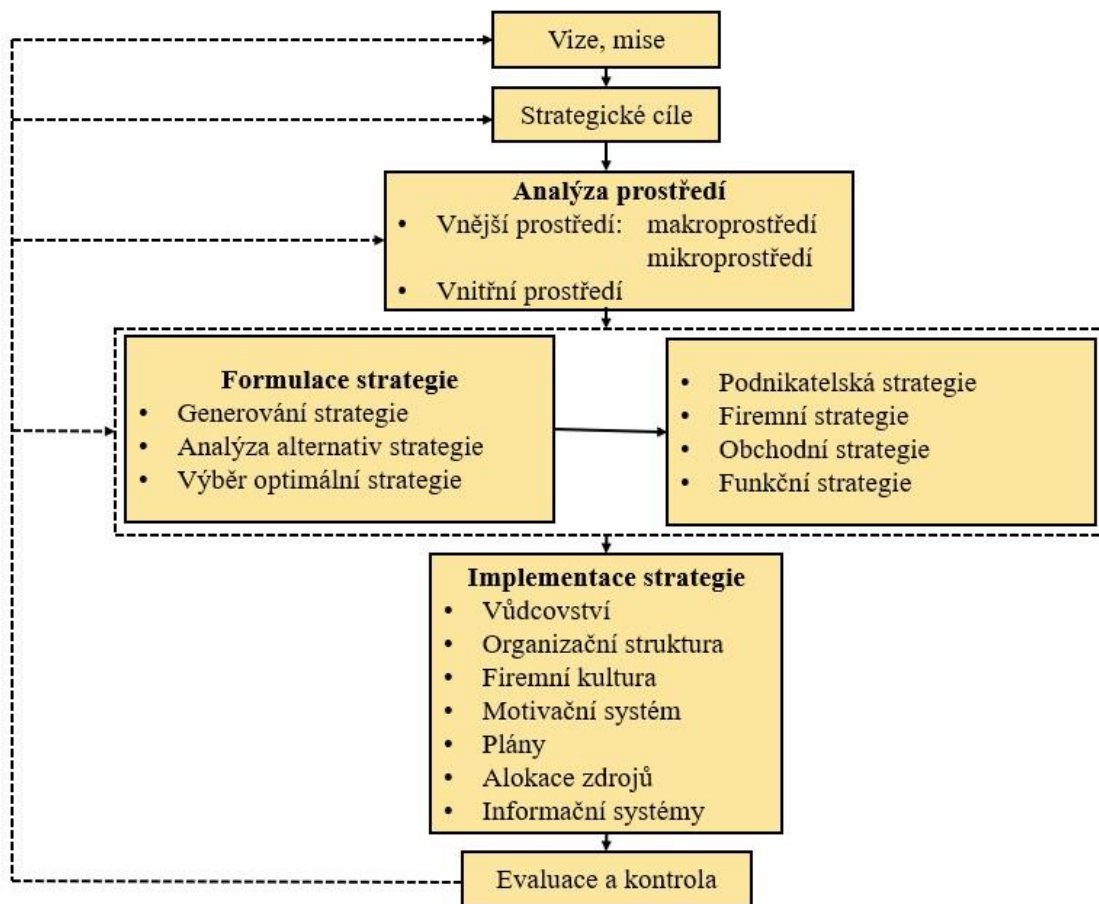 Vize, mise
Strategické cíle
Analýza prostředí
• Vnější prostředí: makroprostředí
mikroprostředí
• Vnitřní prostředí
Formulace strategie
• Generování strategie
• Analýza alternativ strategie
• Výběr optimální strategie
• Podnikatelská strategie
• Firemní strategie
• Obchodní strategie
• Funkční strategie
Implementace strategie
• Vůdcovství
• Organizační struktura
• Firemní kultura
• Motivační systém
• Plány
• Alokace zdrojů
• Informační systémy
Evaluace a kontrola